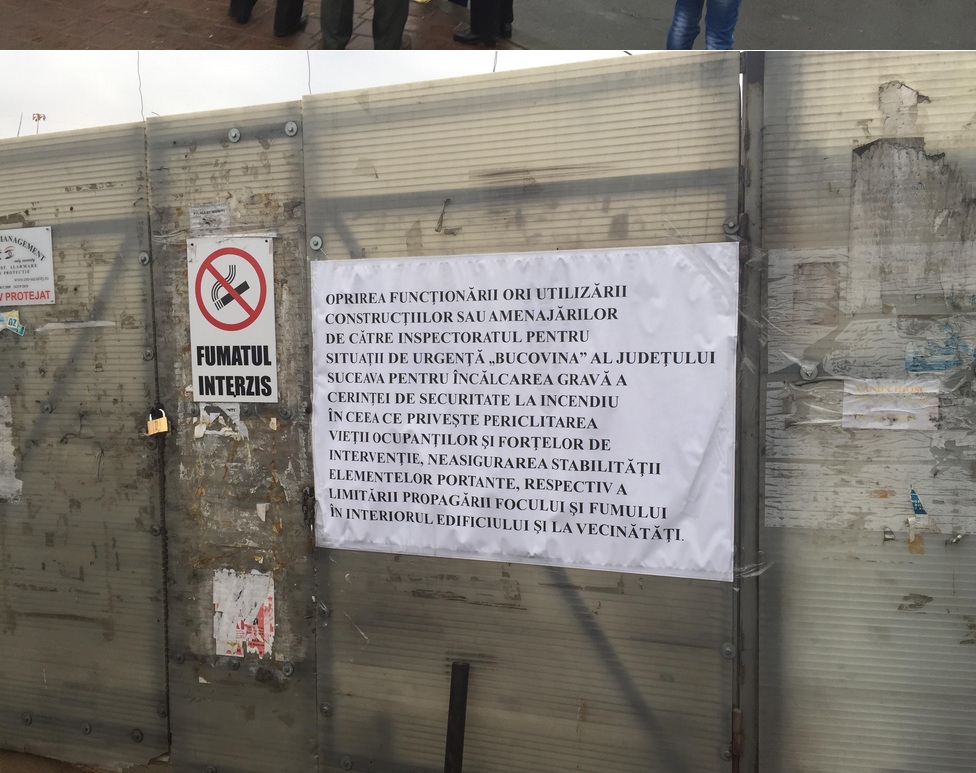 MANAGEMENT
PROTEJAT
FUMATUL
INTERZIS
OPRIREA FUNCȚIONĂRII ORI UTILIZĂRII
CONSTRUCȚIILOR SAU AMENAJĂRILOR
DE CĂTRE INSPECTORATUL PENTRU
SITUAȚII DE URGENȚĂ „BUCOVINA” AL JUDEȚULUI
SUCEAVA PENTRU ÎNCĂLCAREA GRAVĂ A
CERINȚEI DE SECURITATE LA INCENDIU
ÎN CEEA CE PRIVEȘTE PERICLITAREA
VIEȚII OCUPANȚILOR ȘI FORȚELOR DE
INTERVENȚIE, NEASIGURAREA STABILITĂȚII
ELEMENTELOR PORTANTE, RESPECTIV A
LIMITĂRII PROPAGĂRII FOCULUI ȘI FUMULUI
ÎN INTERIORUL EDIFICIULUI ȘI LA VECINĂTĂȚI.